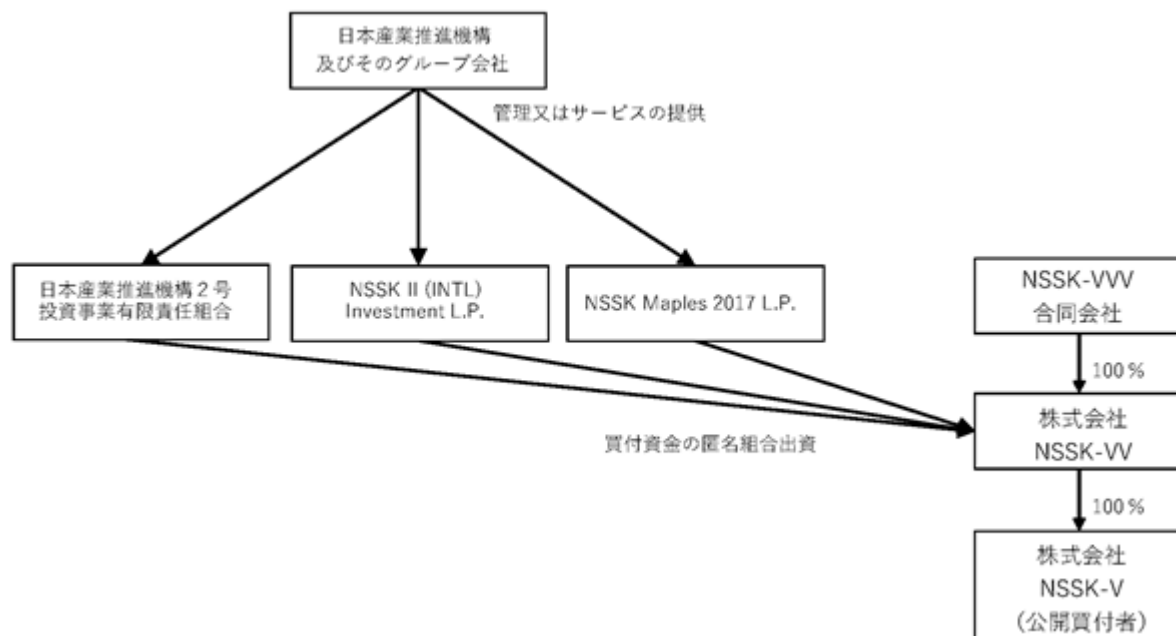 日本産業推進機構
及びそのグループ会社
管理又はサービスの提供
日本産業推進機構２号
投資事業有限責任組合
NSSK II (INTL)
Investment L.P.
NSSK Maples 2017 L.P.
NSSK-VVV
合同会社
100％
株式会社
NSSK-VV
買付資金の匿名組合出資
100％
株式会社
NSSK-V
（公開買付者）